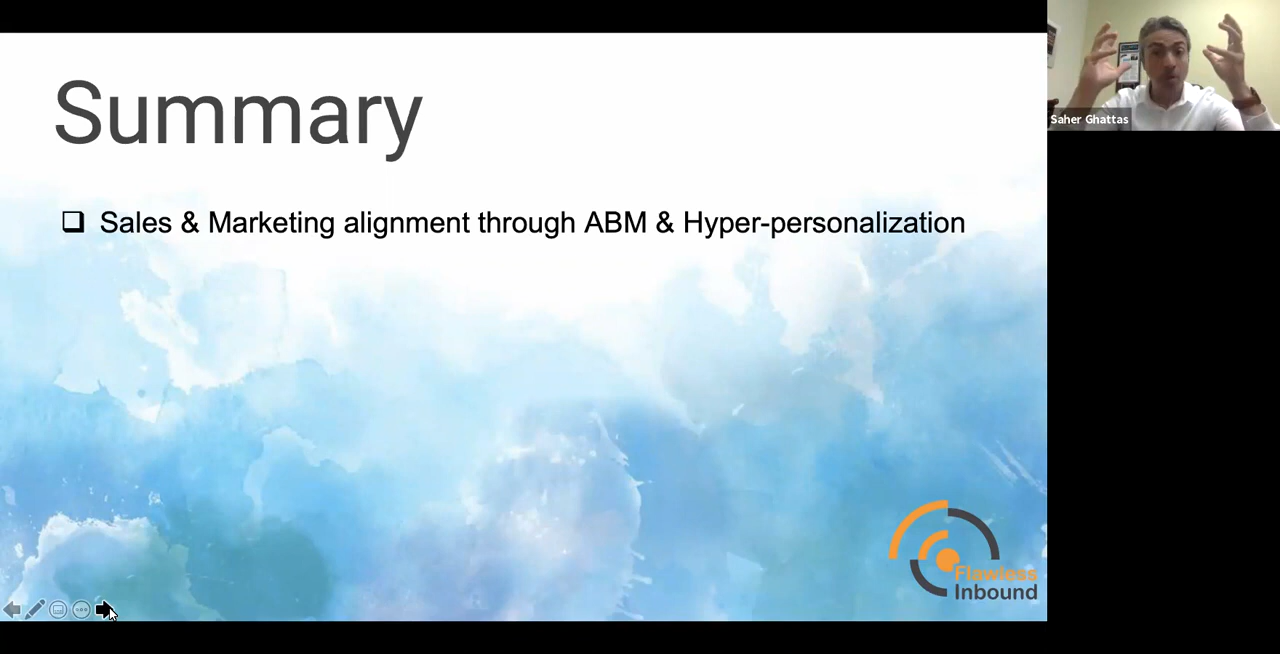 Summary
Sales & Marketing alignment through ABM & Hyper-personalization
Saher Ghattas
Flawless
Inbound